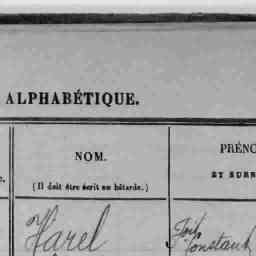 ALPHABÉTIQUE.
NOM.
PRÉNO
(Il doit être écrit en bâtarde.)
ET SURN
Harel
Constant